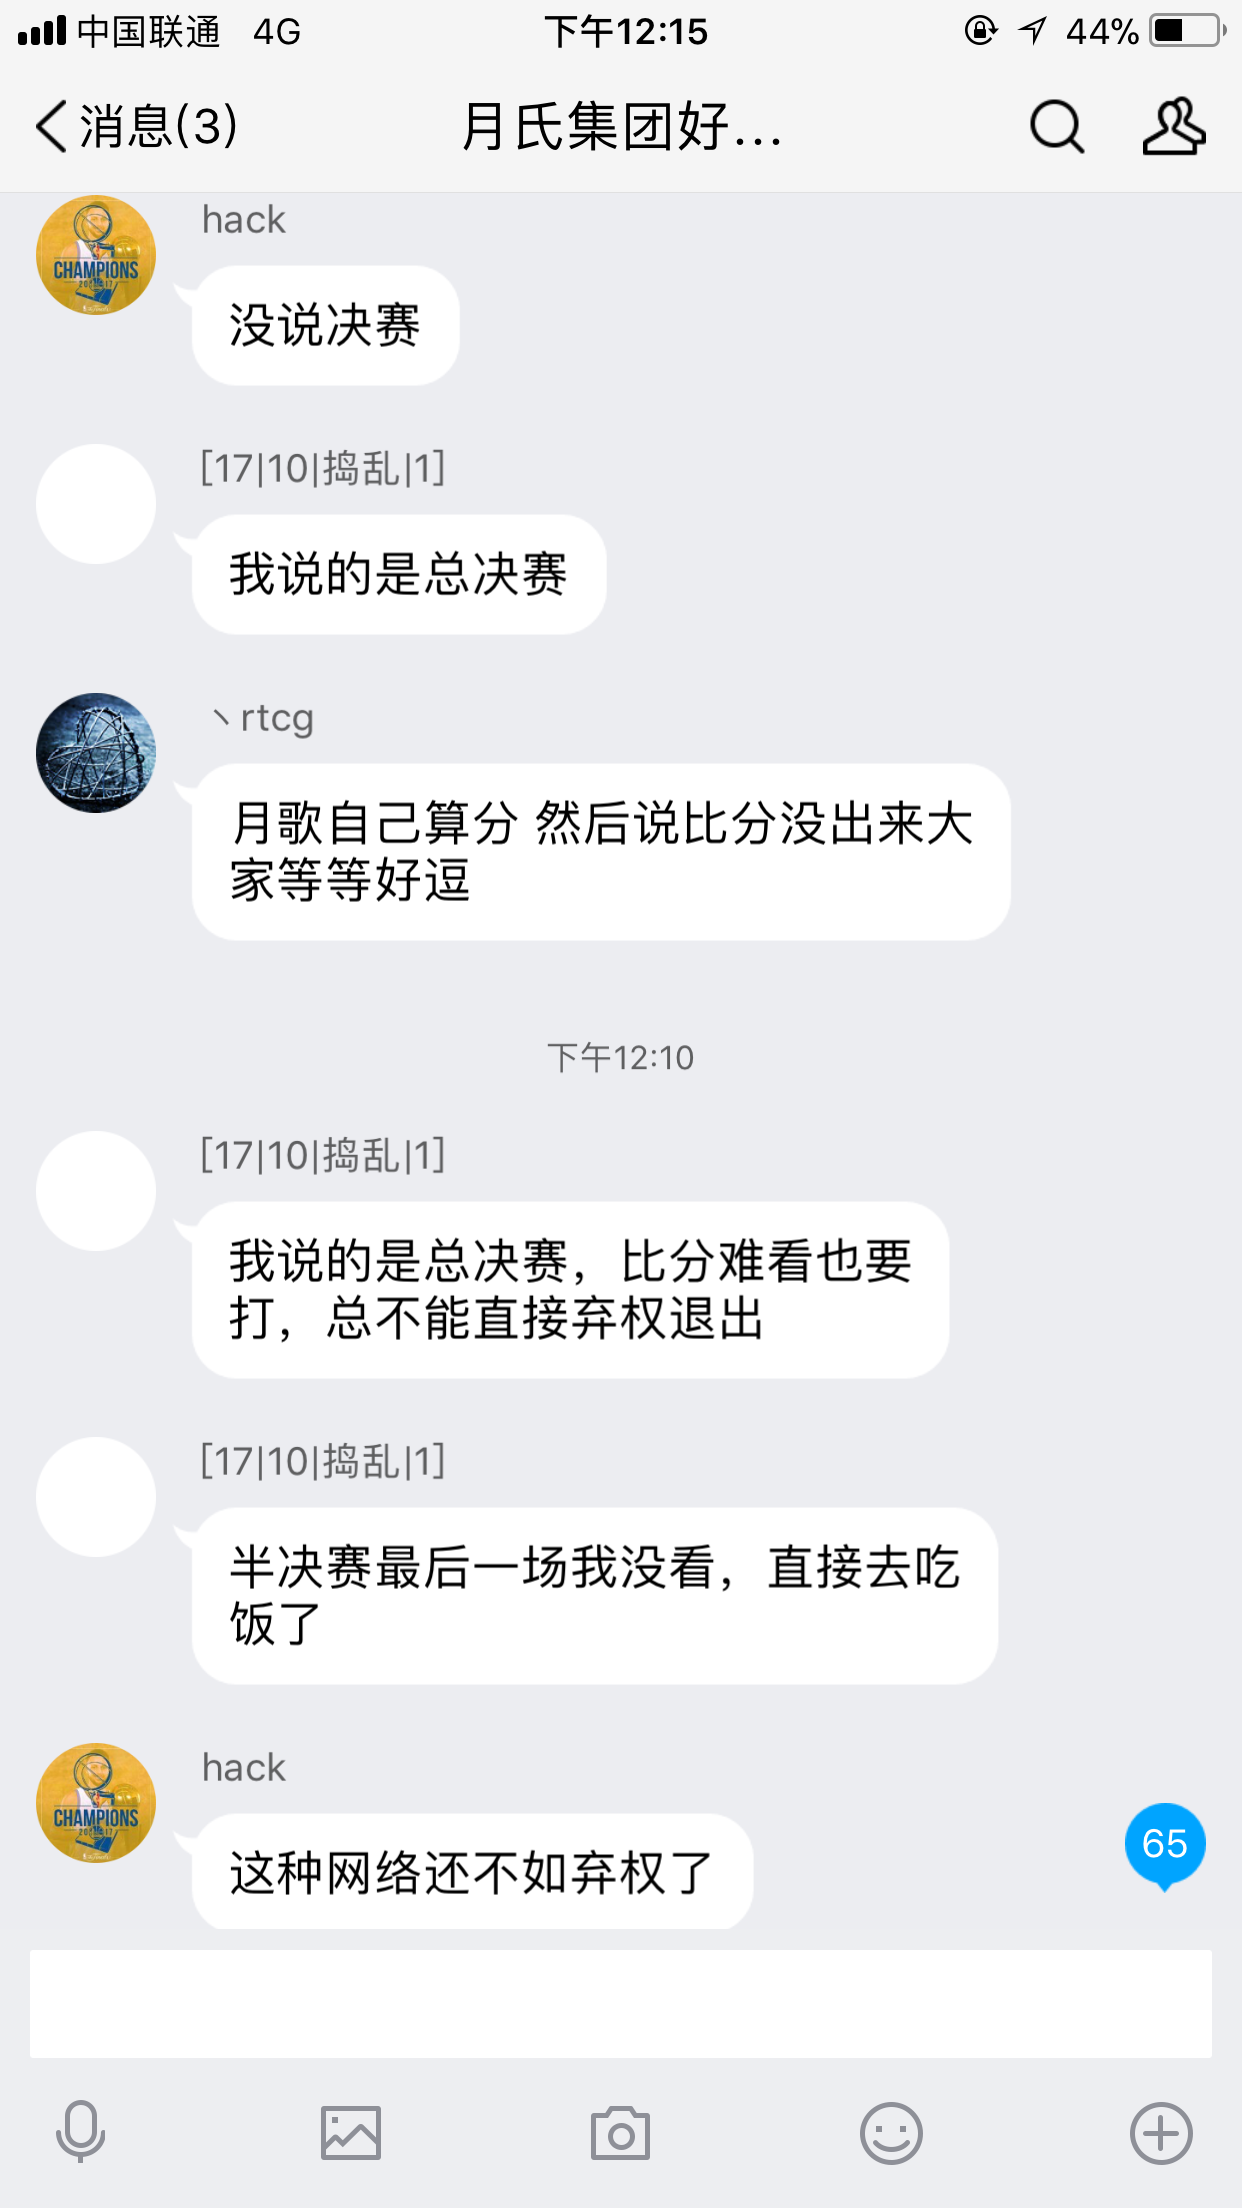 中国联通 4G 下午12:15 44%
消息(3) 月氏集团好...
hack
CHAMPIONS
没说决赛
[17|10|捣乱|1]
我说的是总决赛
丶rtcg
月歌自己算分 然后说比分没出来大
家等等好逗
下午12:10
[17|10|捣乱|1]
我说的是总决赛，比分难看也要
打，总不能直接弃权退出
[17|10|捣乱|1]
半决赛最后一场我没看，直接去吃
饭了
hack
CHAMPIONS
这种网络还不如弃权了
65